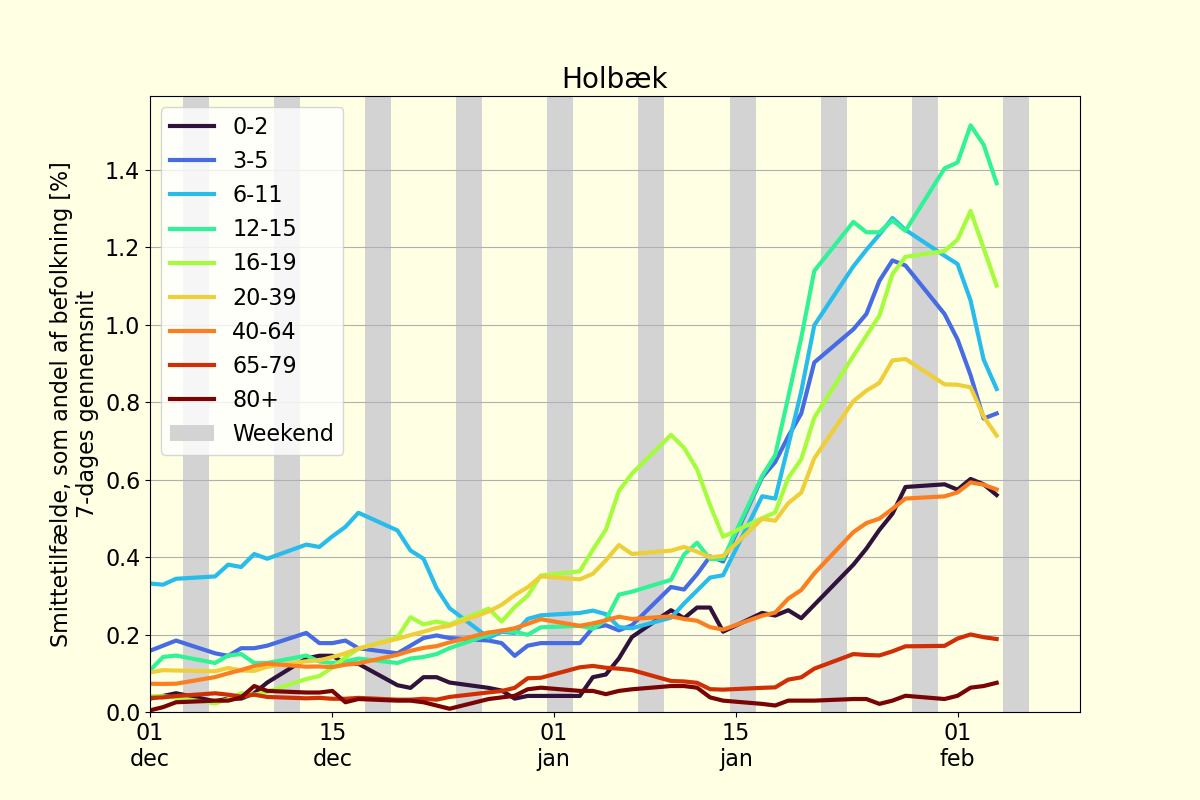 Holbæk
Smittetilfælde, som andel af befolkning [%]
7-dages gennemsnit
1.4
1.2
1.0
0.8
0.6
0.4
0.2
0.0
0-2
3-5
6-11
12-15
16-19
20-39
40-64
65-79
80+
Weekend
01 15 01 15 01
dec dec jan jan feb